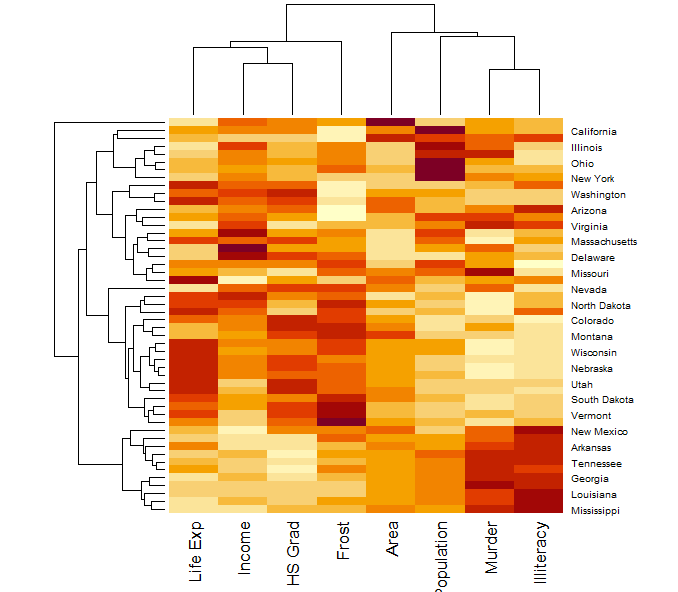 California
Illinois
Ohio
New York
Washington
Arizona
Virginia
Massachusetts
Delaware
Missouri
Nevada
North Dakota
Colorado
Montana
Wisconsin
Nebraska
Utah
South Dakota
Vermont
New Mexico
Arkansas
Tennessee
Georgia
Louisiana
Mississippi
Life Exp
Income
HS Grad
Frost
Area
Population
Murder
Illiteracy